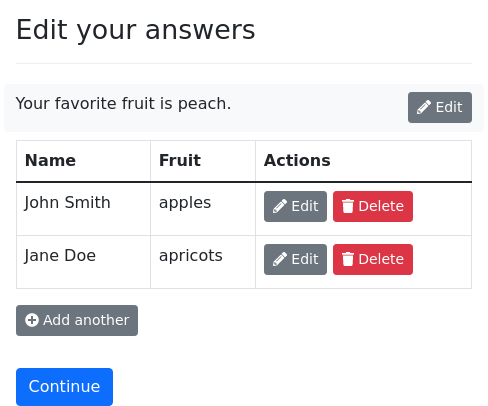 Edit your answers
Your favorite fruit is peach. Edit
Name Fruit Actions
John Smith apples Edit Delete
Jane Doe apricots Edit Delete
Add another
Continue